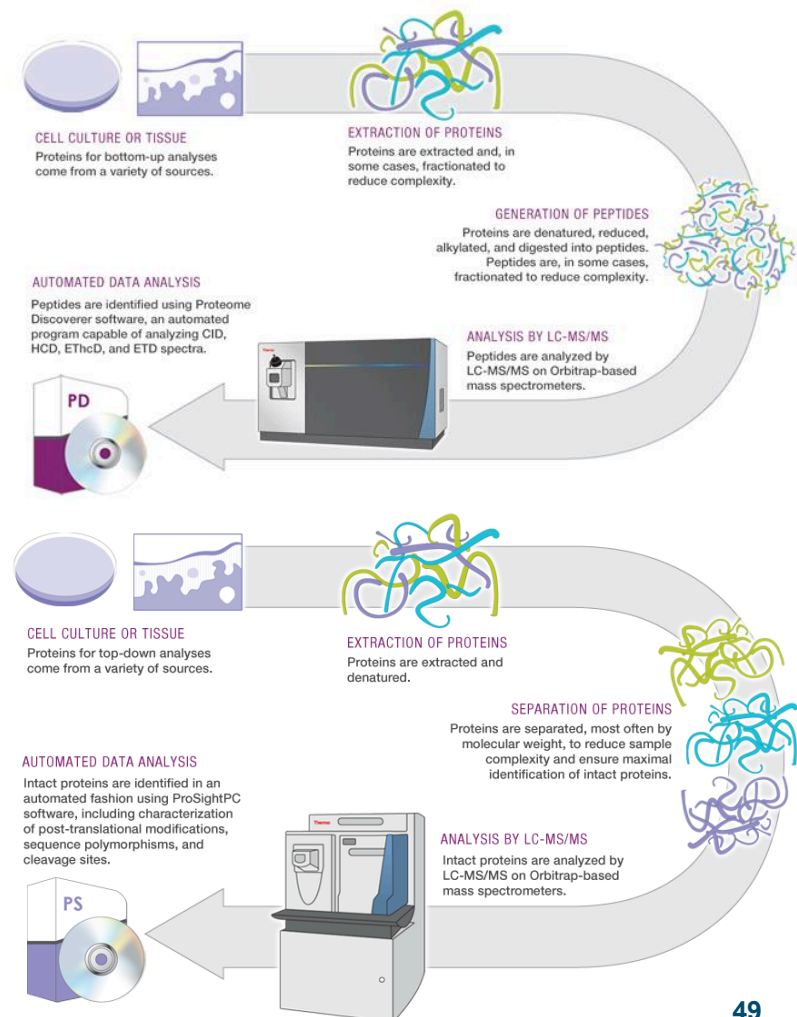 CELL CULTURE OR TISSUE
Proteins for bottom-up analyses
come from a variety of sources.
EXTRACTION OF PROTEINS
Proteins are extracted and, in
some cases, fractionated to
reduce complexity.
GENERATION OF PEPTIDES
Proteins are denatured, reduced,
alkylated, and digested into peptides.
Peptides are, in some cases,
fractionated to reduce complexity.
AUTOMATED DATA ANALYSIS
Peptides are identified using Proteome
Discoverer software, an automated
program capable of analyzing CID,
HCD, EThcD, and ETD spectra.
Thermo
ANALYSIS BY LC-MS/MS
Peptides are analyzed by
LC-MS/MS on Orbitrap-based
mass spectrometers.
PD
CELL CULTURE OR TISSUE
Proteins for top-down analyses
come from a variety of sources.
EXTRACTION OF PROTEINS
Proteins are extracted and
denatured.
SEPARATION OF PROTEINS
Proteins are separated, most often by
molecular weight, to reduce sample
complexity and ensure maximal
identification of intact proteins.
AUTOMATED DATA ANALYSIS
Intact proteins are identified in an
automated fashion using ProSightPC
software, including characterization
of post-translational modifications,
sequence polymorphisms, and
cleavage sites.
Thermo
ANALYSIS BY LC-MS/MS
Intact proteins are analyzed by
LC-MS/MS on Orbitrap-based
mass spectrometers.
PS
49